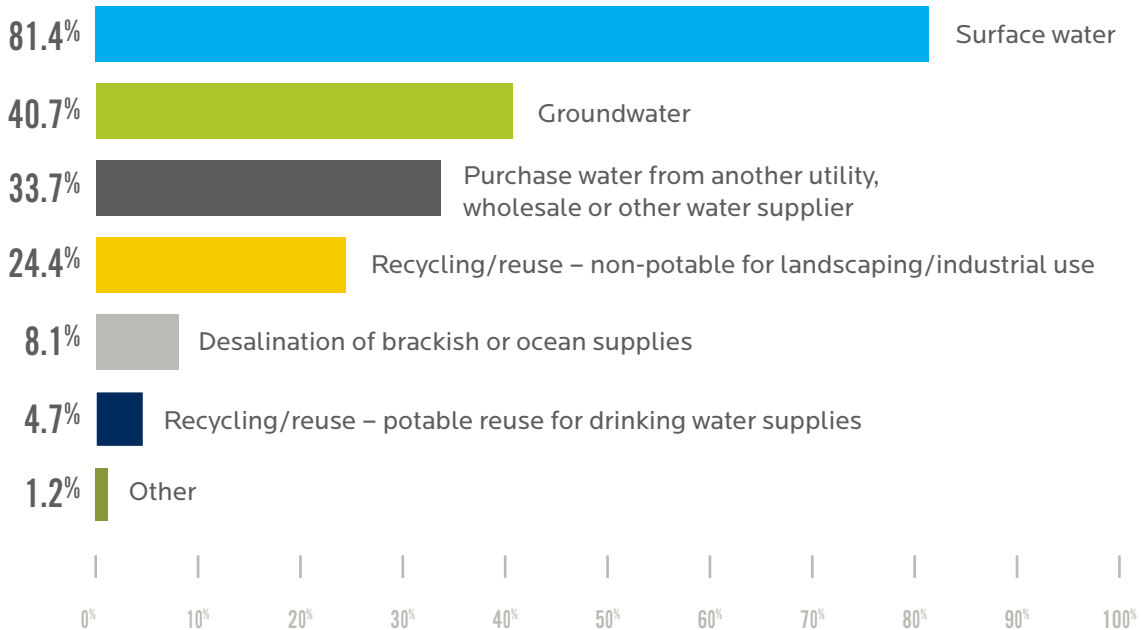 81.4% Surface water
40.7% Groundwater
33.7% Purchase water from another utility,
wholesale or other water supplier
24.4% Recycling/reuse – non-potable for landscaping/industrial use
8.1% Desalination of brackish or ocean supplies
4.7% Recycling/reuse – potable reuse for drinking water supplies
1.2% Other
0% 10% 20% 30% 40% 50% 60% 70% 80% 90% 100%